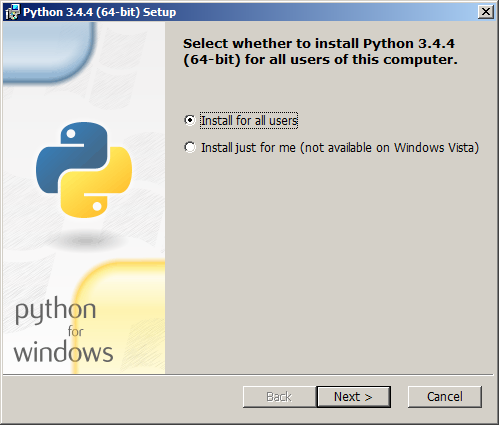 Python 3.4.4 (64-bit) Setup
Select whether to install Python 3.4.4
(64-bit) for all users of this computer.
Install for all users
Install just for me (not available on Windows Vista)
python
for
windows
Back
Next >
Cancel